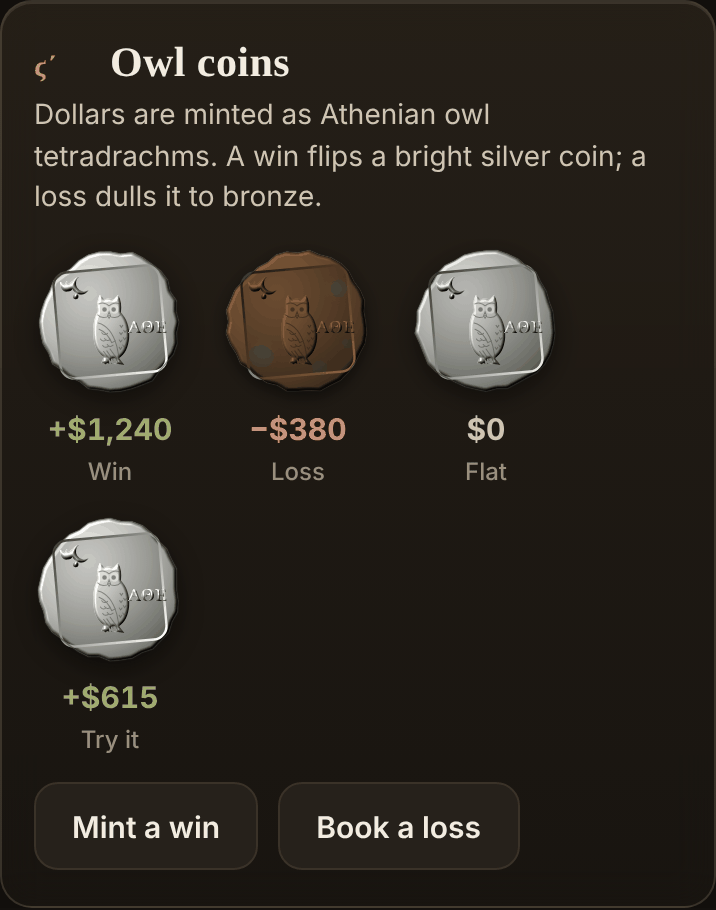 ϛ´ Owl coins
Dollars are minted as Athenian owl
tetradrachms. A win flips a bright silver coin; a
loss dulls it to bronze.
ΑΘΕ ΑΘΕ ΑΘΕ
+$1,240 −$380 $0
Win Loss Flat
ΑΘΕ
+$615
Try it
Mint a win Book a loss